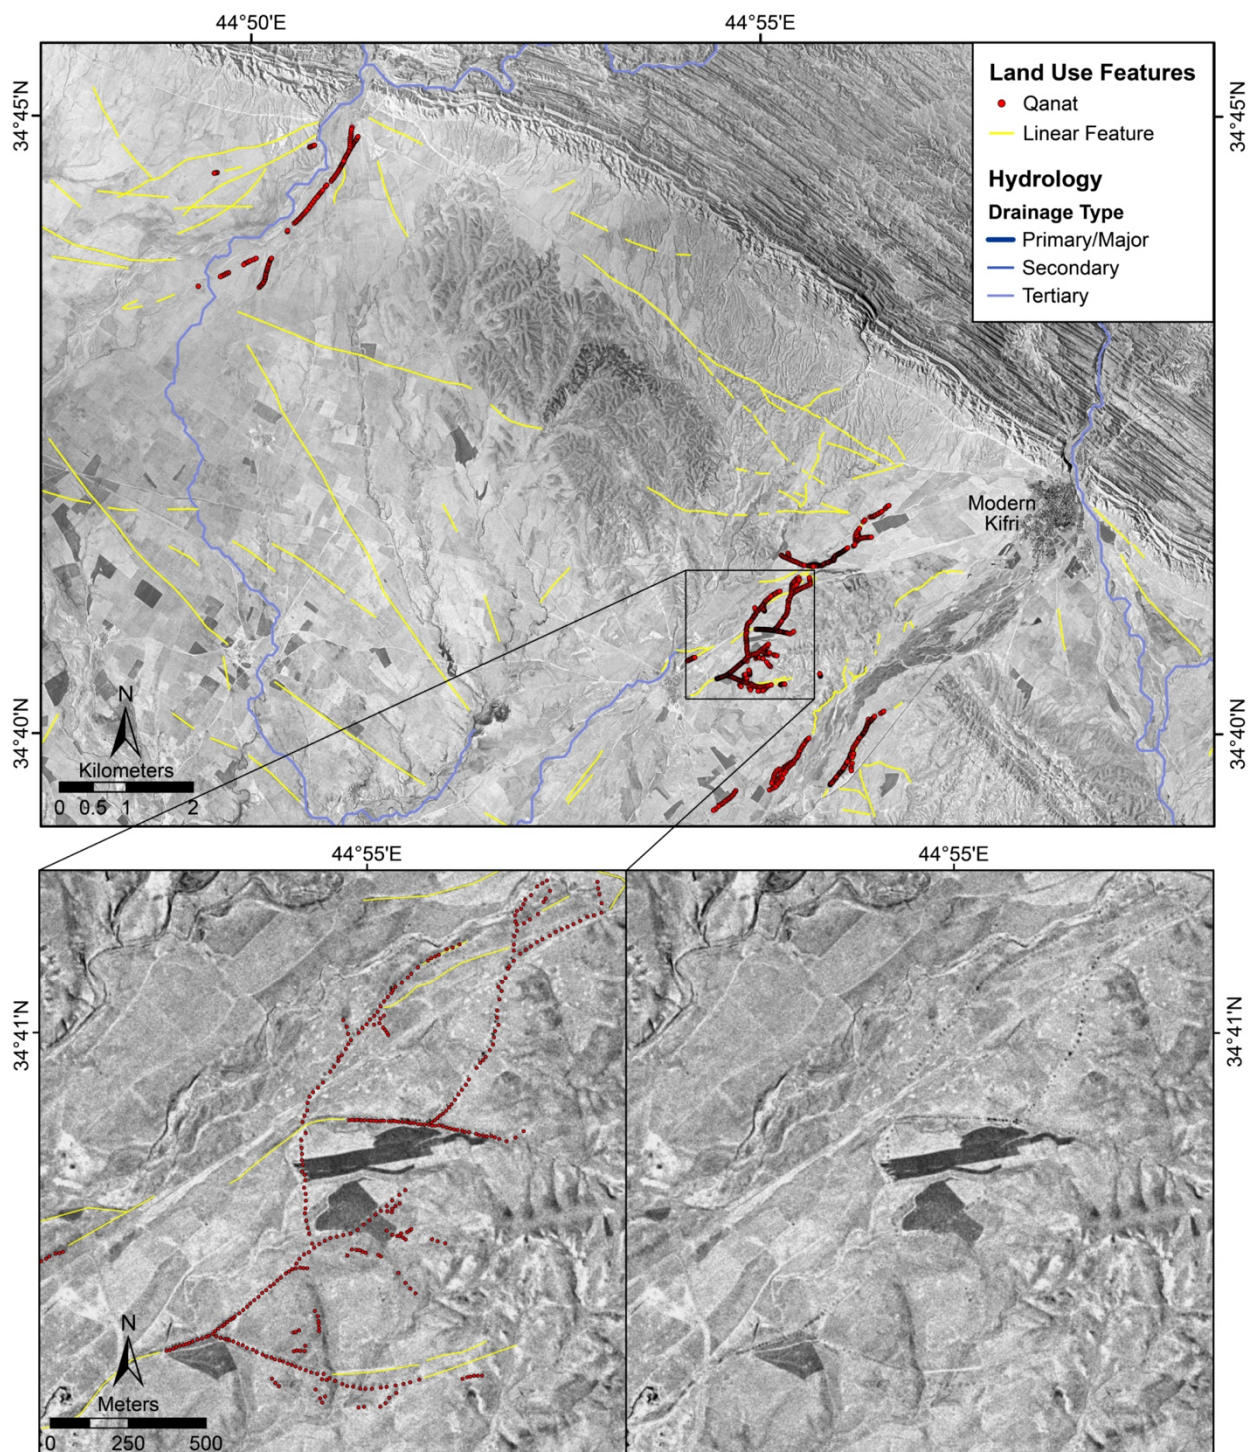 44°50'E
44°55'E
34°45'N
34°45'N
Land Use Features
Qanat
Linear Feature
Hydrology
Drainage Type
Primary/Major
Secondary
Tertiary
Modern
Kifri
34°40'N
34°40'N
N
Kilometers
0 0.5 1 2
44°55'E
44°55'E
34°41'N
34°41'N
N
Meters
0 250 500